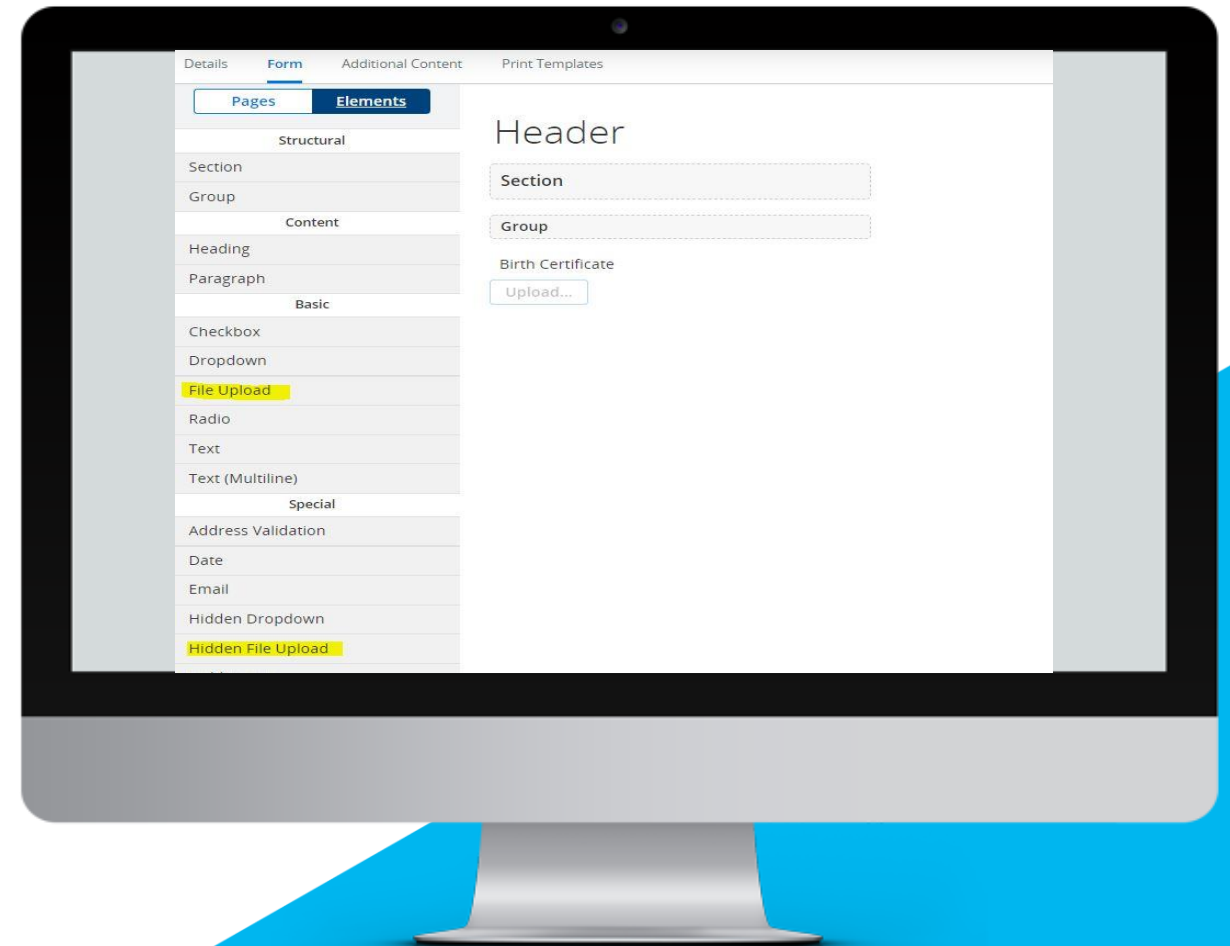 Details Form Additional Content Print Templates
Pages Elements
Structural
Section
Group
Content
Heading
Paragraph
Basic
Checkbox
Dropdown
File Upload
Radio
Text
Text (Multiline)
Special
Address Validation
Date
Email
Hidden Dropdown
Hidden File Upload
Header
Section
Group
Birth Certificate
Upload...